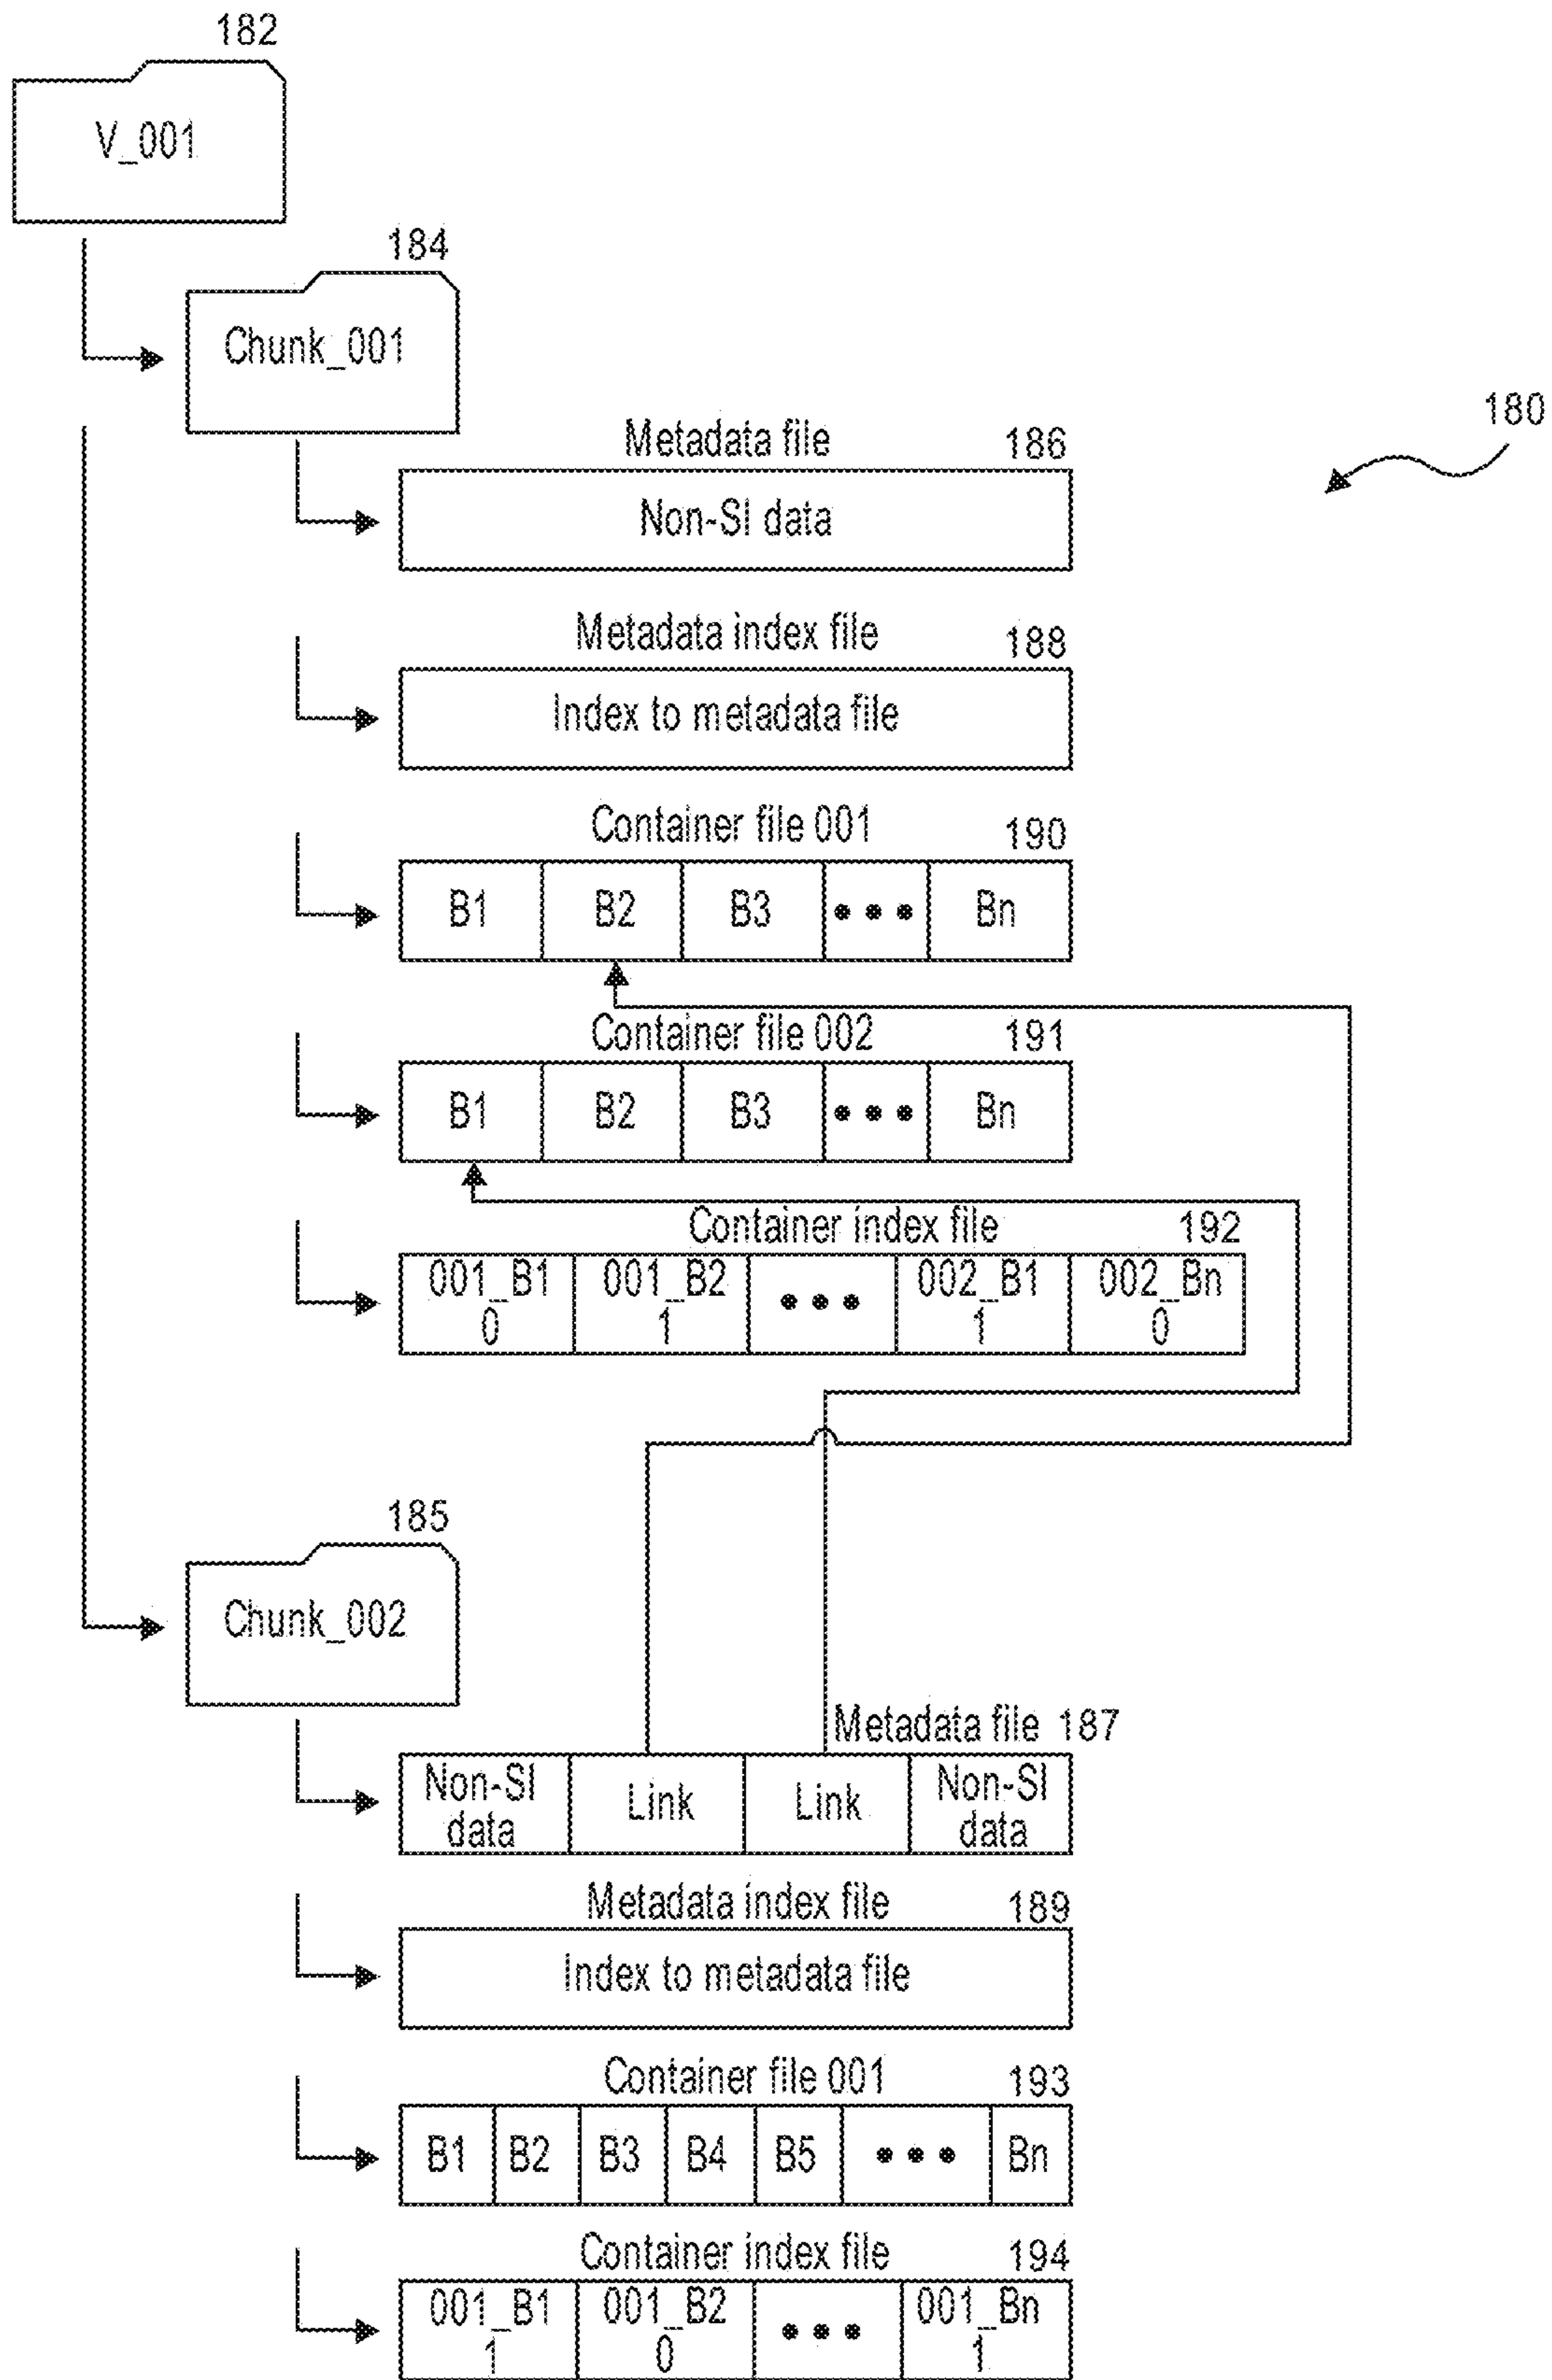 182
V_001
184
Chunk_001
180
Metadata file 186
Non-SI data
Metadata index file 188
Index to metadata file
Container file 001 190
B1 B2 B3 ••• Bn
Container file 002 191
B1 B2 B3 ••• Bn
Container index file 192
001_B1 001_B2 ••• 002_B1 002_Bn
0 1 1 0
185
Chunk_002
Metadata file 187
Non-SI Link Link Non-SI
data data
Metadata index file 189
Index to metadata file
Container file 001 193
B1 B2 B3 B4 B5 ••• Bn
Container index file 194
001_B1 001_B2 ••• 001_Bn
1 0 1